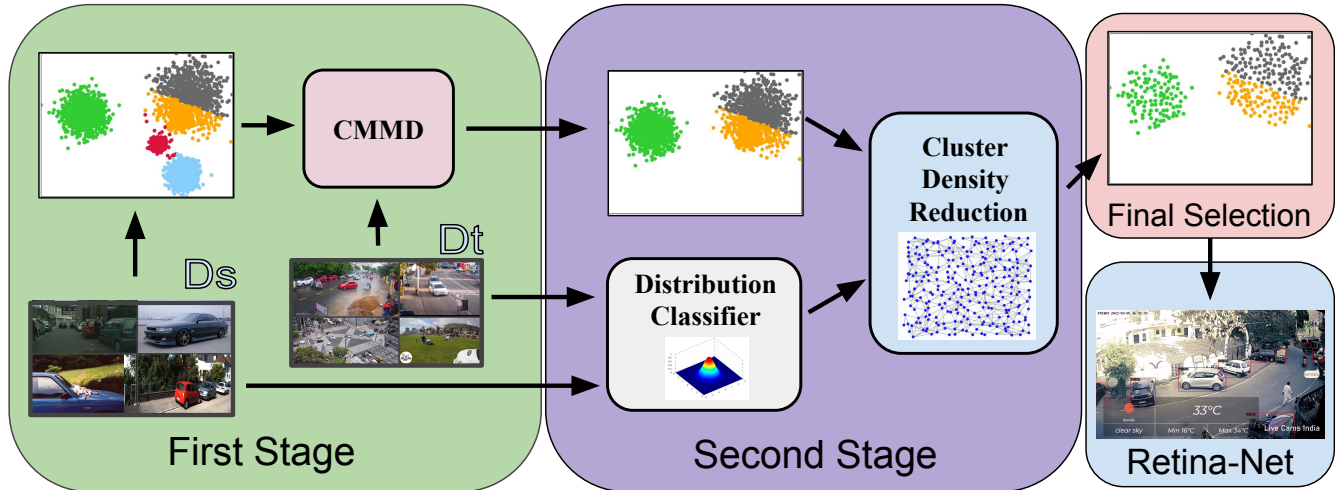 CMMD
Ds
Dt
First Stage
Distribution
Classifier
Cluster
Density
Reduction
Second Stage
Final Selection
33°C
clear sky
Min 16°C
Max 34°C
Live Cams India
Retina-Net